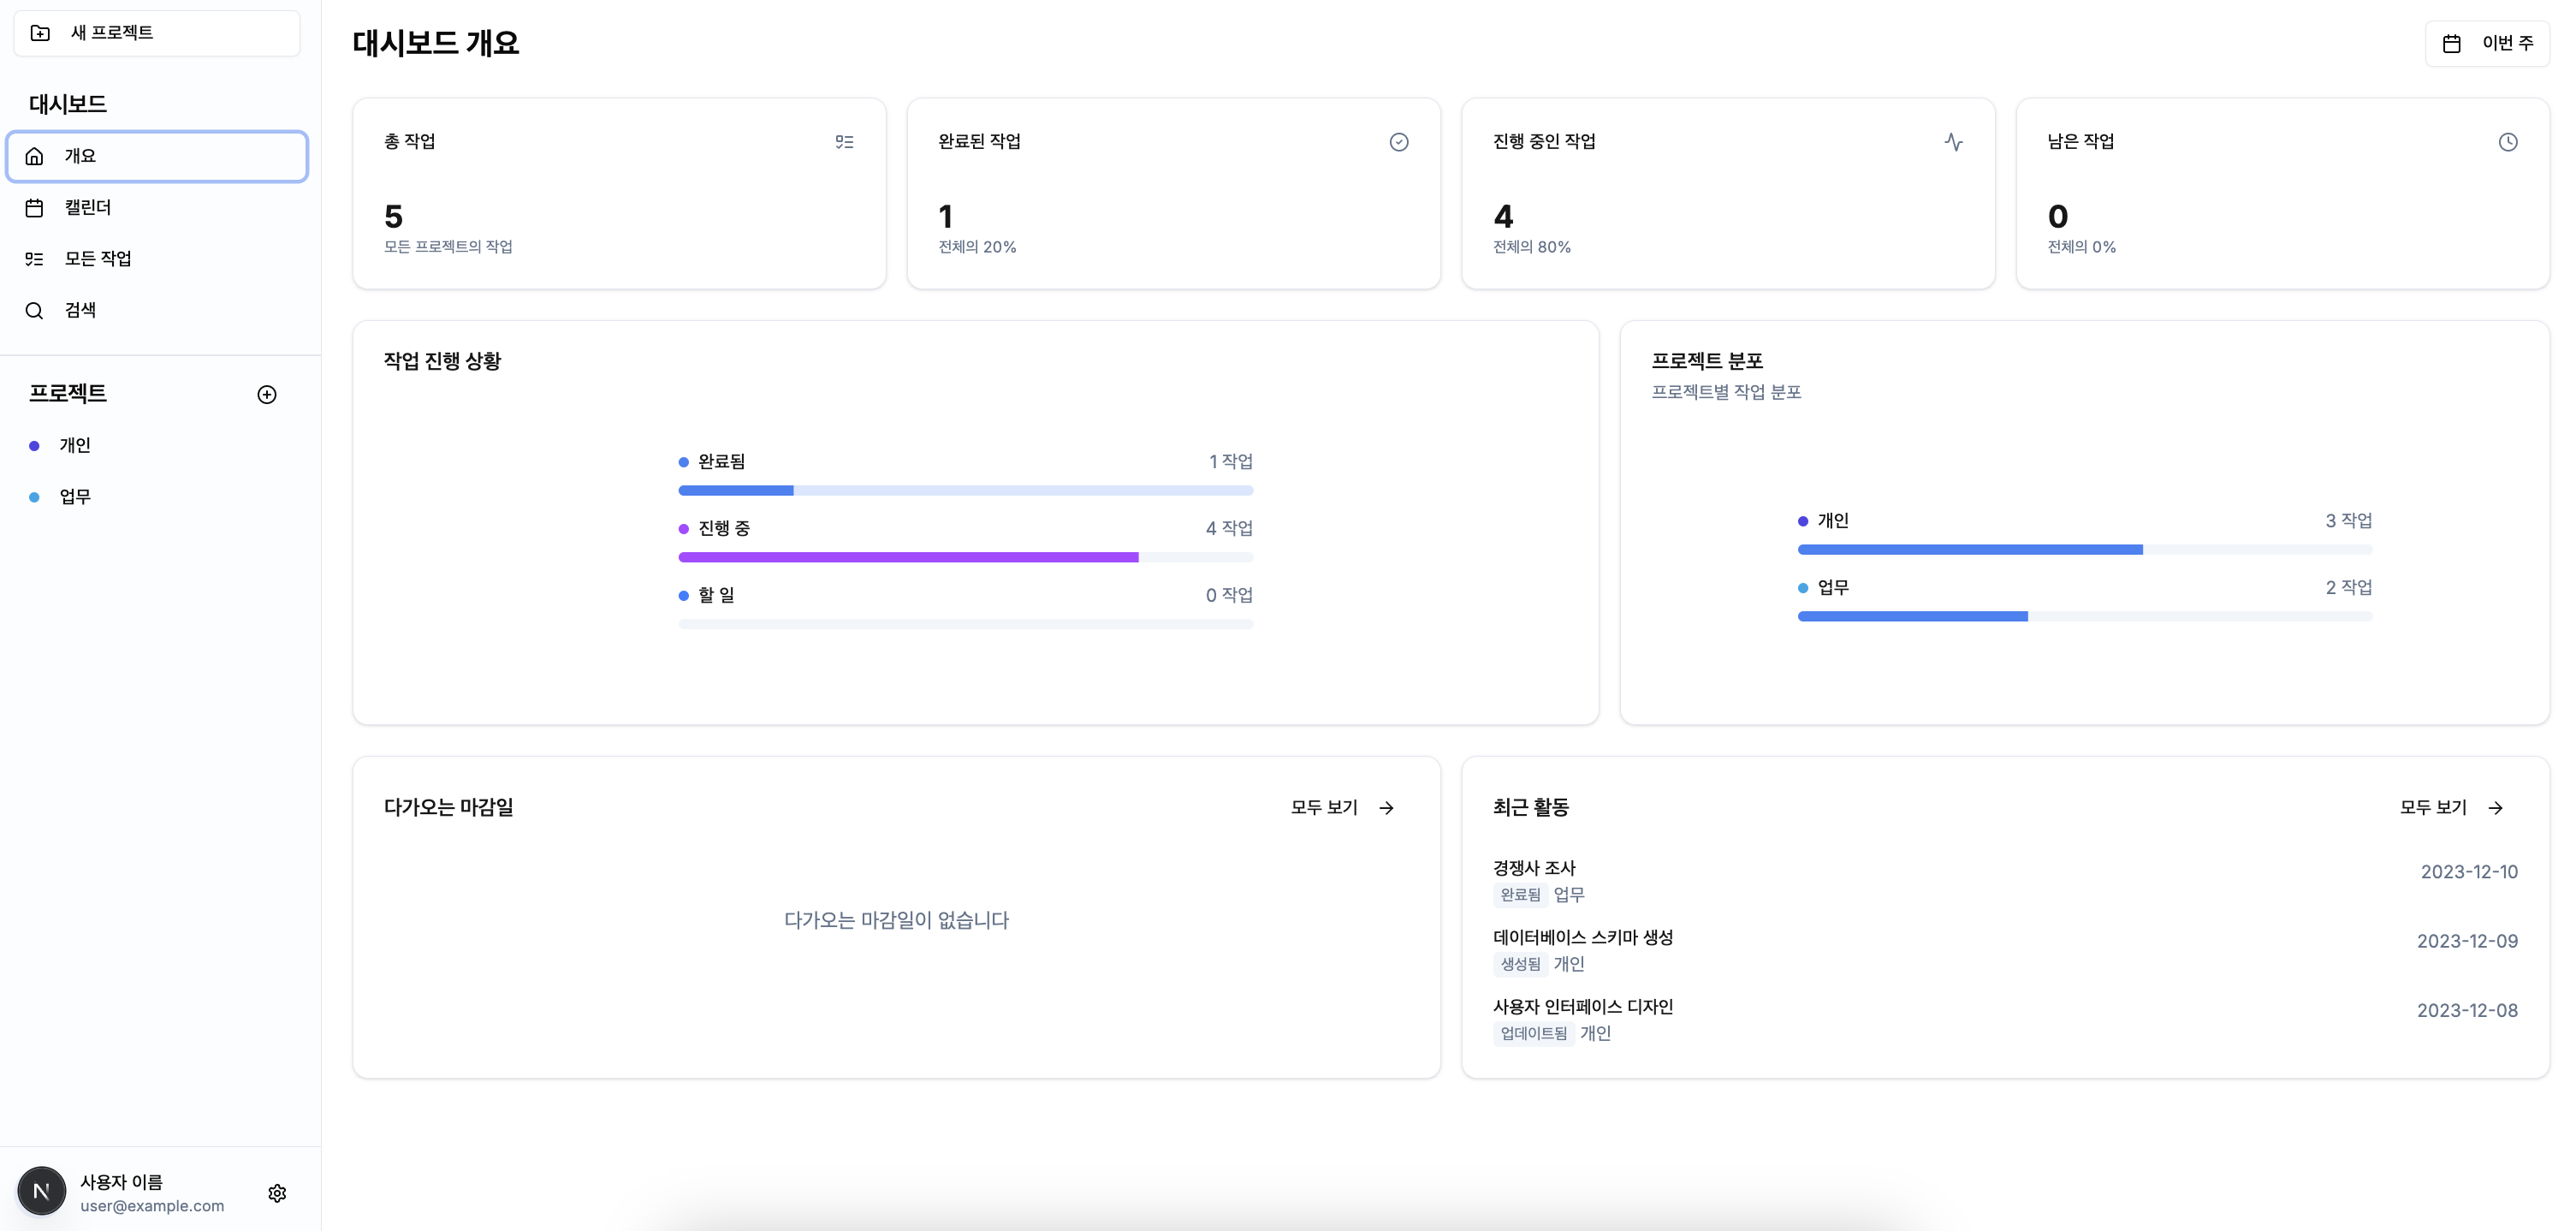 새 프로젝트
대시보드
개요
캘린더
모든 작업
검색
프로젝트
개인
업무
N
사용자 이름
user@example.com
대시보드 개요
이번 주
총 작업
5
모든 프로젝트의 작업
완료된 작업
1
전체의 20%
진행 중인 작업
4
전체의 80%
남은 작업
0
전체의 0%
작업 진행 상황
완료됨 1 작업
진행 중 4 작업
할 일 0 작업
프로젝트 분포
프로젝트별 작업 분포
개인 3 작업
업무 2 작업
다가오는 마감일 모두 보기
다가오는 마감일이 없습니다
최근 활동 모두 보기
경쟁사 조사 2023-12-10
완료됨 업무
데이터베이스 스키마 생성 2023-12-09
생성됨 개인
사용자 인터페이스 디자인 2023-12-08
업데이트됨 개인